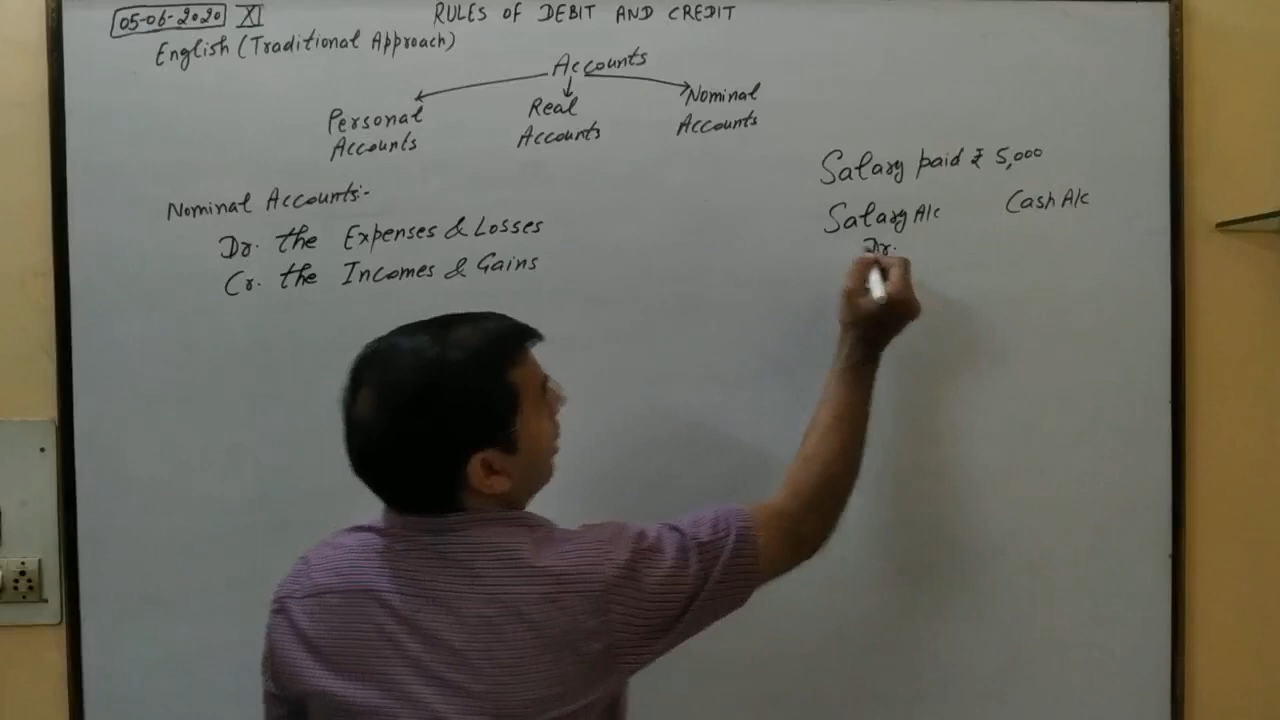 05-06-2020 XI RULES OF DEBIT AND CREDIT
English (Traditional Approach)
Accounts
Personal Accounts
Real Accounts
Nominal Accounts
Nominal Accounts:-
Dr. the Expenses & Losses
Cr. the Incomes & Gains
Salary paid ₹ 5,000
Salary A/c Cash A/c
Dr.